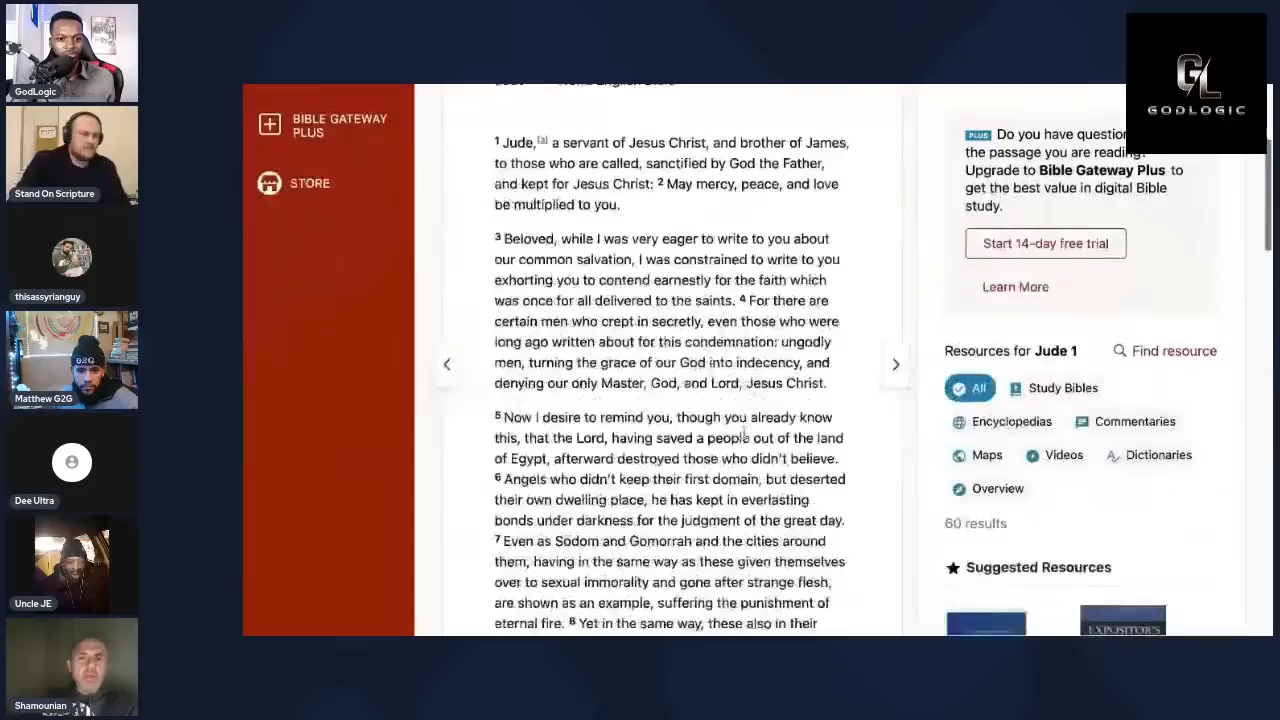 GodLogic
Stand On Scripture
thisassyrianguy
G2G
Matthew G2G
Dee Ultra
Uncle JE
Shamounian
BIBLE GATEWAY
PLUS
STORE
English Bible
1 Jude,[a] a servant of Jesus Christ, and brother of James,
to those who are called, sanctified by God the Father,
and kept for Jesus Christ: 2 May mercy, peace, and love
be multiplied to you.
3 Beloved, while I was very eager to write to you about
our common salvation, I was constrained to write to you
exhorting you to contend earnestly for the faith which
was once for all delivered to the saints. 4 For there are
certain men who crept in secretly, even those who were
long ago written about for this condemnation: ungodly
men, turning the grace of our God into indecency, and
denying our only Master, God, and Lord, Jesus Christ.
5 Now I desire to remind you, though you already know
this, that the Lord, having saved a people out of the land
of Egypt, afterward destroyed those who didn't believe.
6 Angels who didn't keep their first domain, but deserted
their own dwelling place, he has kept in everlasting
bonds under darkness for the judgment of the great day.
7 Even as Sodom and Gomorrah and the cities around
them, having in the same way as these given themselves
over to sexual immorality and gone after strange flesh,
are shown as an example, suffering the punishment of
eternal fire. 8 Yet in the same way, these also in their
GL
GODLOGIC
PLUS Do you have question
the passage you are reading?
Upgrade to Bible Gateway Plus to
get the best value in digital Bible
study.
Start 14-day free trial
Learn More
Resources for Jude 1 Find resource
All Study Bibles
Encyclopedias Commentaries
Maps Videos Dictionaries
Overview
60 results
Suggested Resources
EXPOSITOR'S